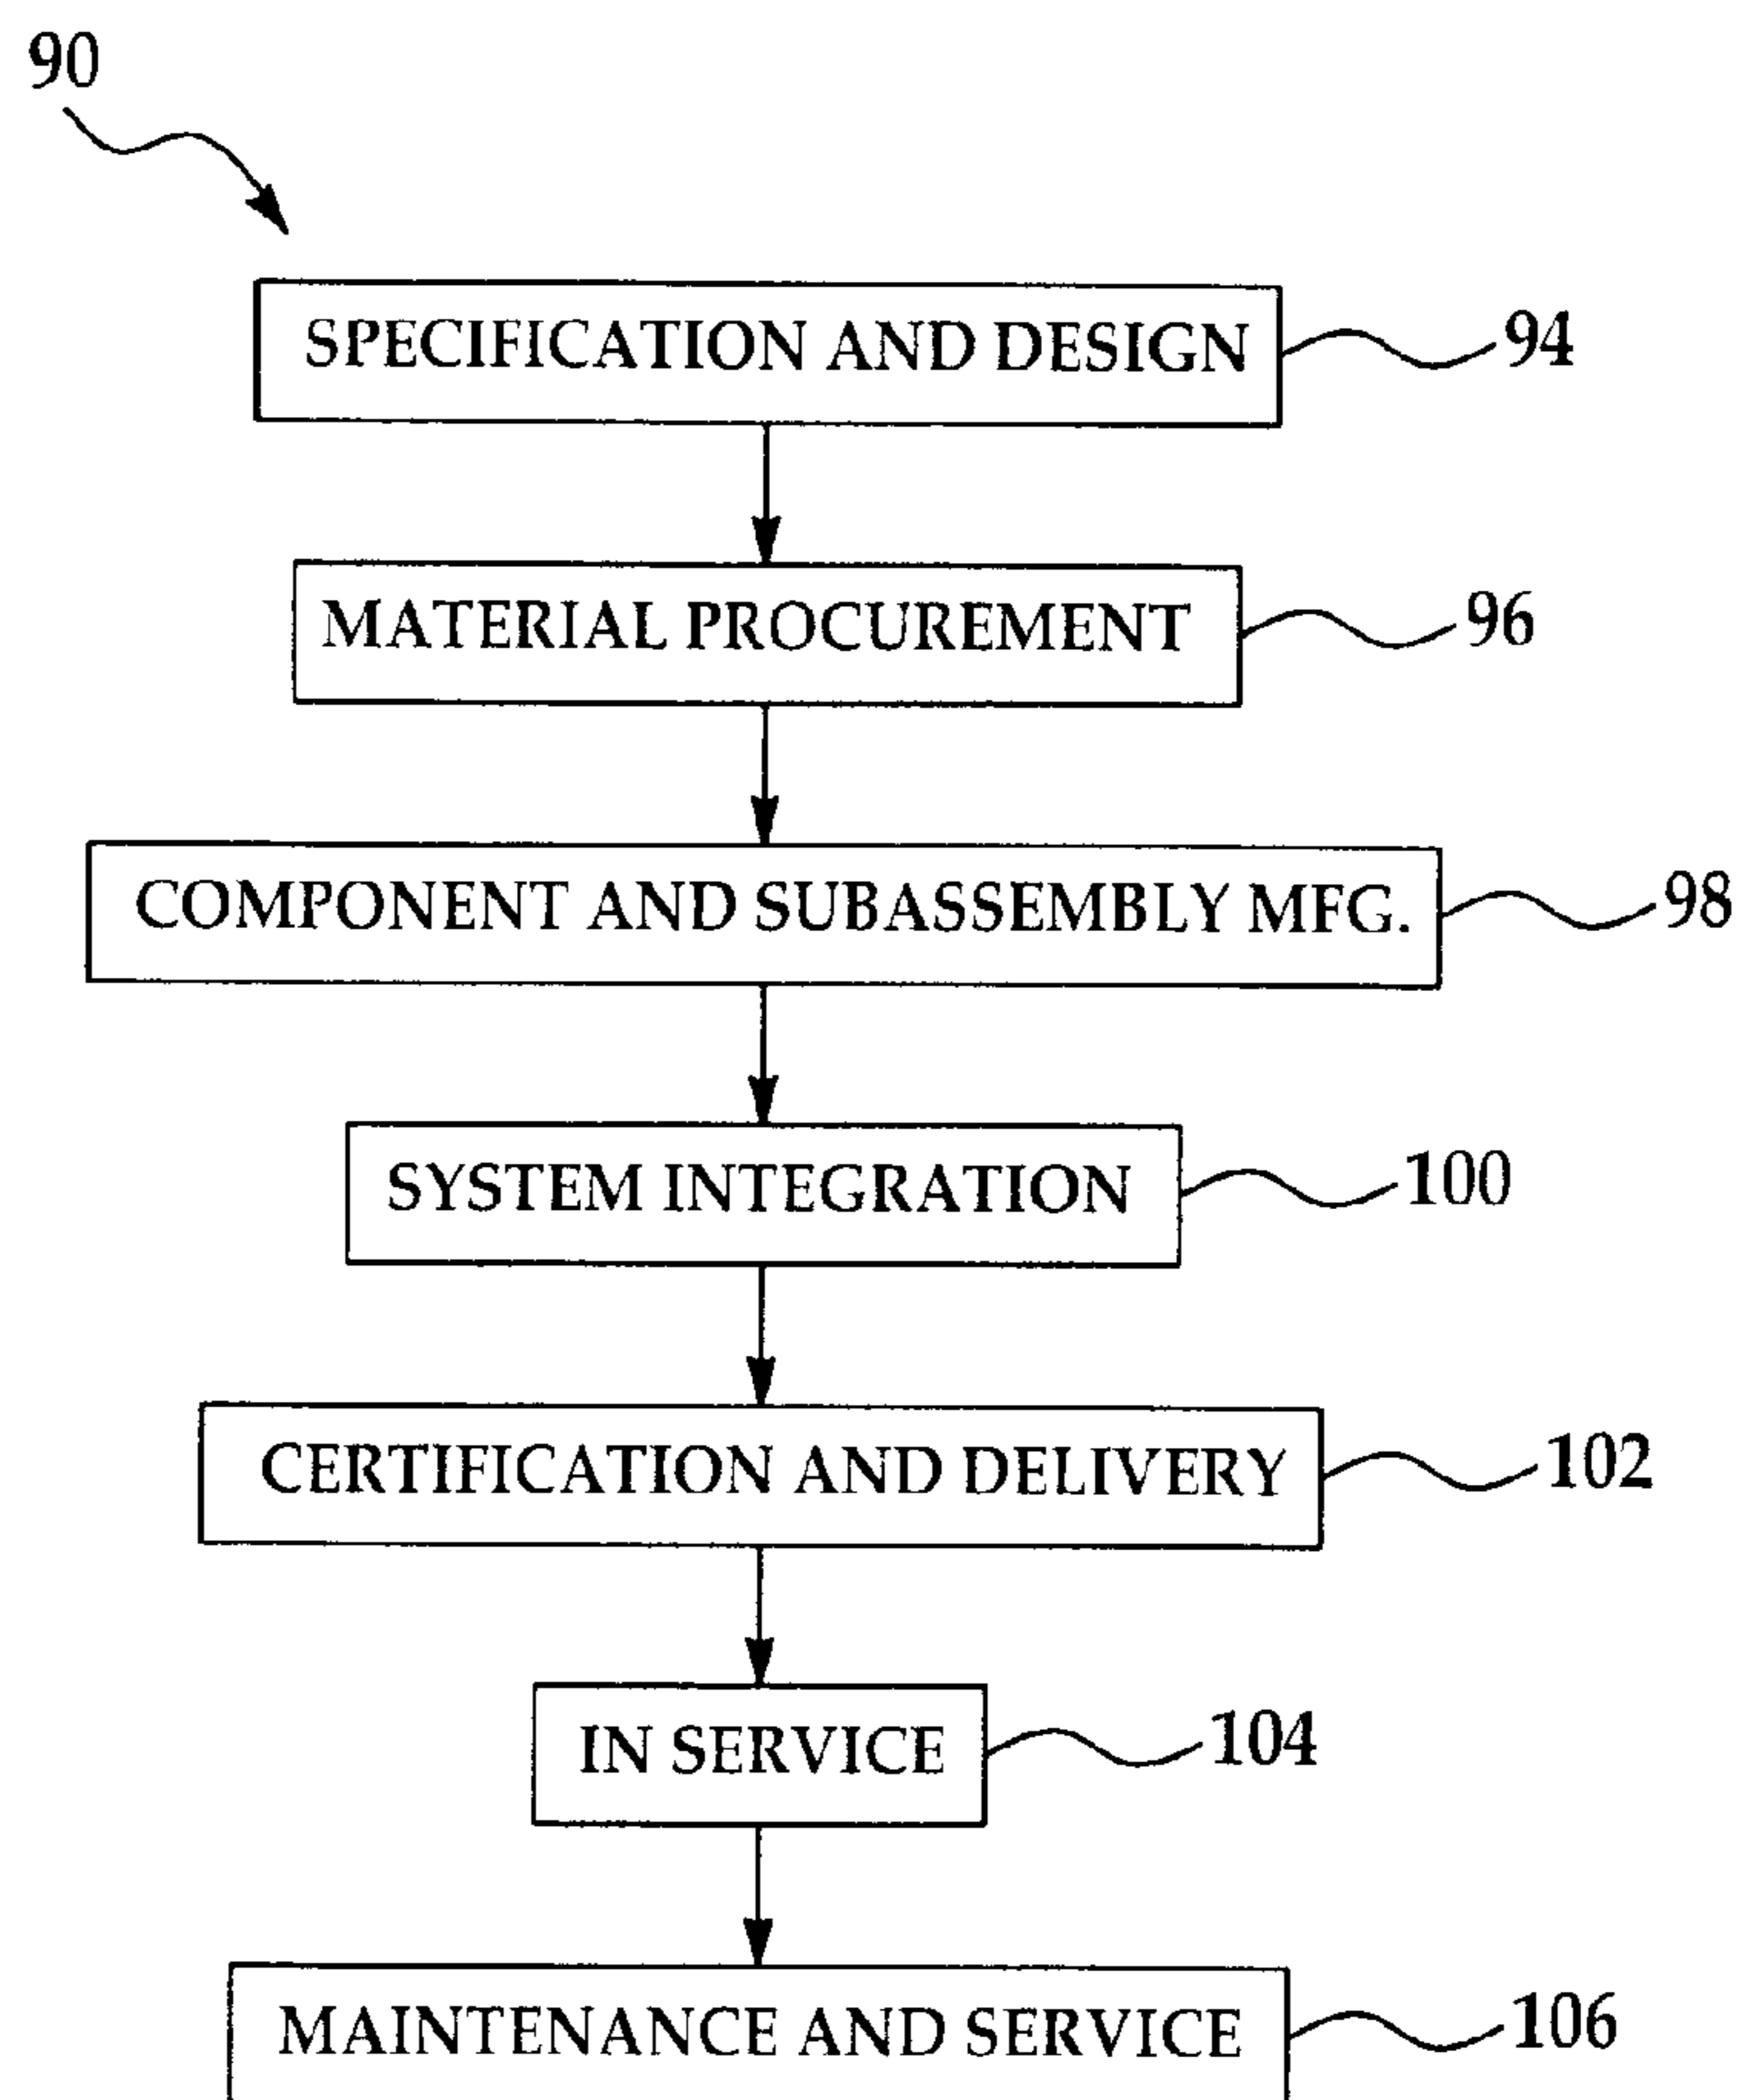 90
SPECIFICATION AND DESIGN 94
MATERIAL PROCUREMENT 96
COMPONENT AND SUBASSEMBLY MFG. 98
SYSTEM INTEGRATION 100
CERTIFICATION AND DELIVERY 102
IN SERVICE 104
MAINTENANCE AND SERVICE 106